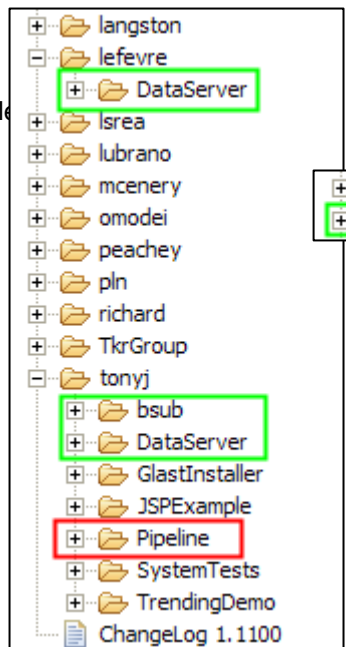 langston
lefevre
DataServer
lsrea
lubrano
mcenery
omodei
peachey
pln
richard
TkrGroup
tonyj
bsub
DataServer
GlastInstaller
JSPExample
Pipeline
SystemTests
TrendingDemo
ChangeLog 1.1100